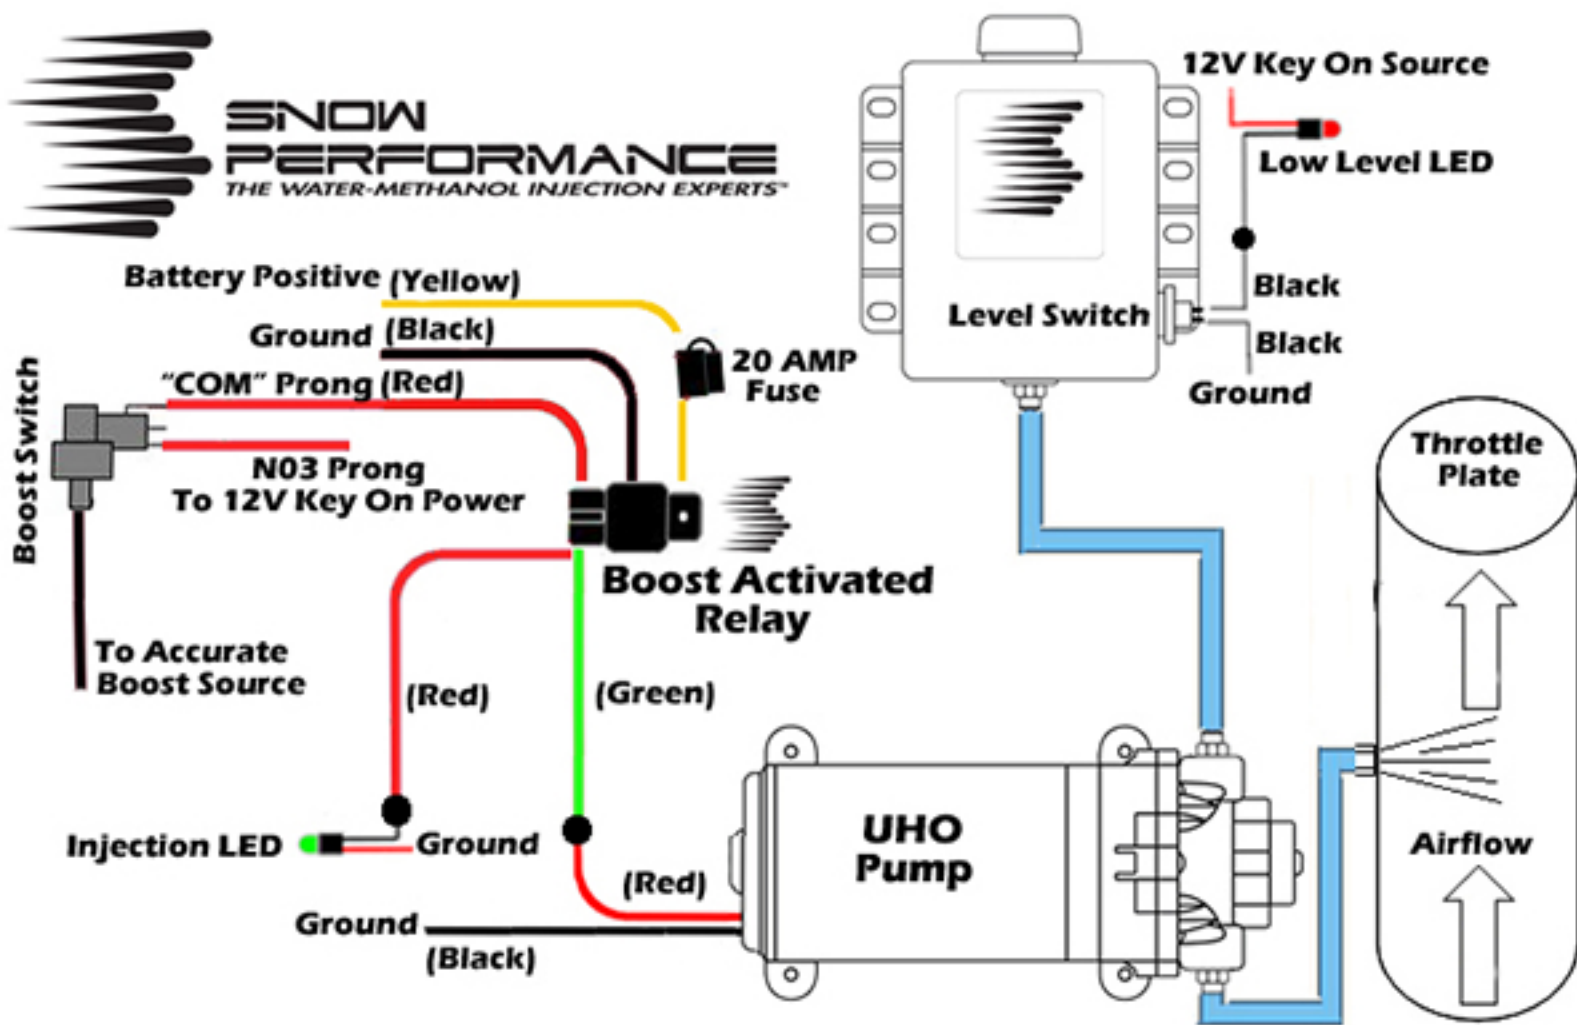 SNOW
PERFORMANCE
THE WATER-METHANOL INJECTION EXPERTS™
12V Key On Source
Low Level LED
Battery Positive (Yellow)
Ground (Black)
"COM" Prong (Red)
20 AMP
Fuse
Boost Switch
N03 Prong
To 12V Key On Power
Level Switch
Black
Black
Ground
Throttle
Plate
Boost Activated
Relay
To Accurate
Boost Source
(Red)
(Green)
Injection LED
Ground
UHO
Pump
Airflow
(Red)
Ground
(Black)